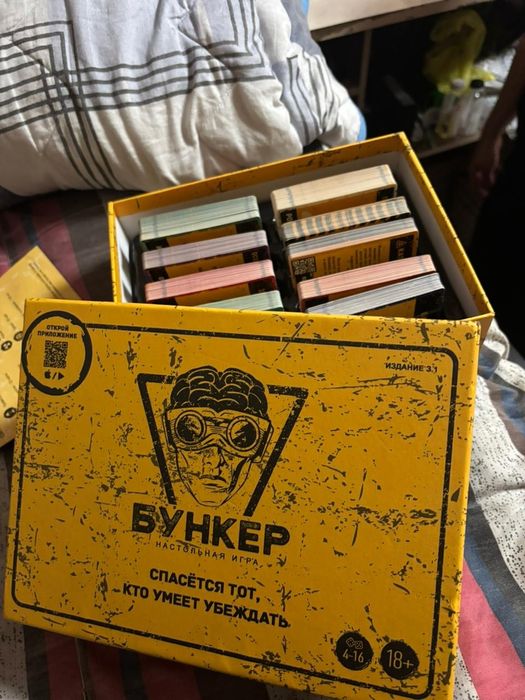 ОТКРОЙ
ПРИЛОЖЕНИЕ
ИЗДАНИЕ 3.1
БУНКЕР
НАСТОЛЬНАЯ ИГРА
СПАСЁТСЯ ТОТ,
КТО УМЕЕТ УБЕЖДАТЬ
4-16
18+